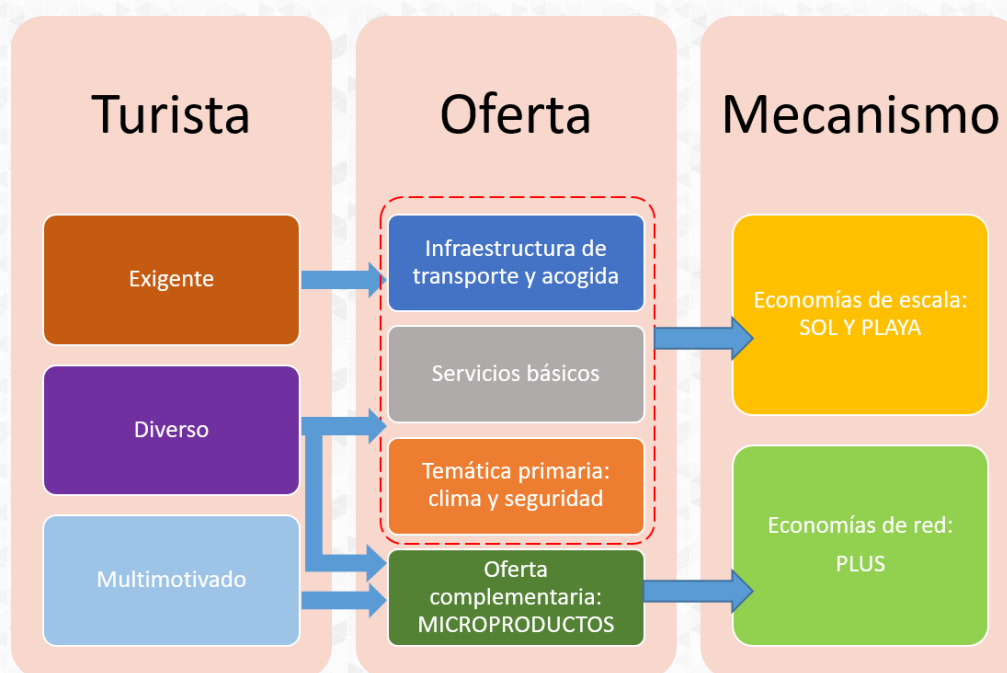 Turista
Exigente
Diverso
Multimotivado
Oferta
Infraestructura de
transporte y acogida
Servicios básicos
Temática primaria:
clima y seguridad
Oferta
complementaria:
MICROPRODUCTOS
Mecanismo
Economías de escala:
SOL Y PLAYA
Economías de red:
PLUS